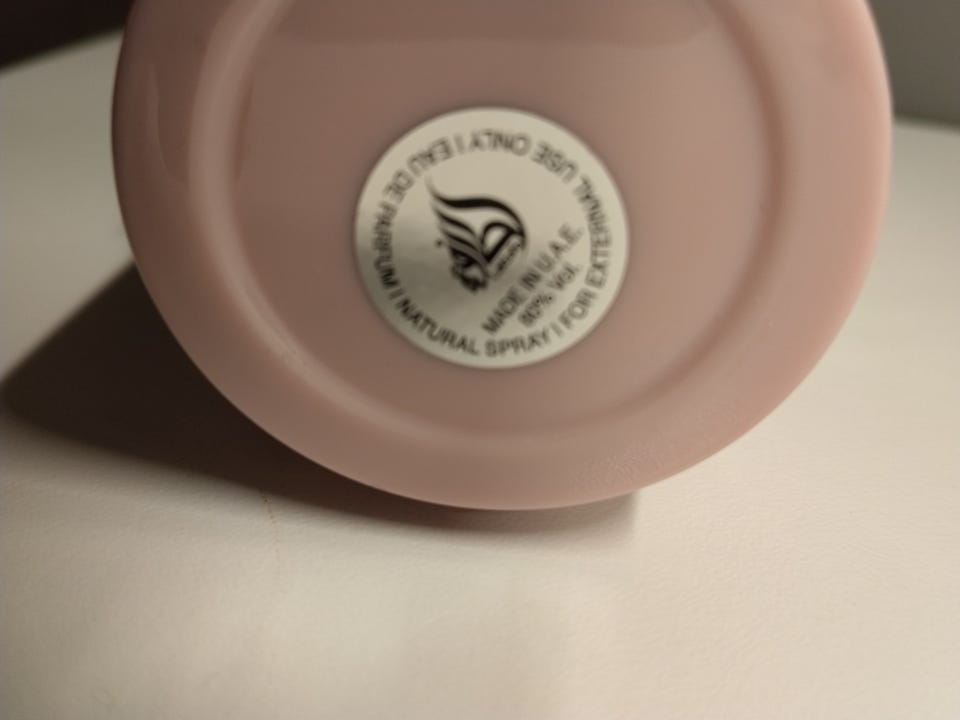 EAU DE PARFUM | NATURAL SPRAY | FOR EXTERNAL USE ONLY |
MADE IN U.A.E.
80% Vol.